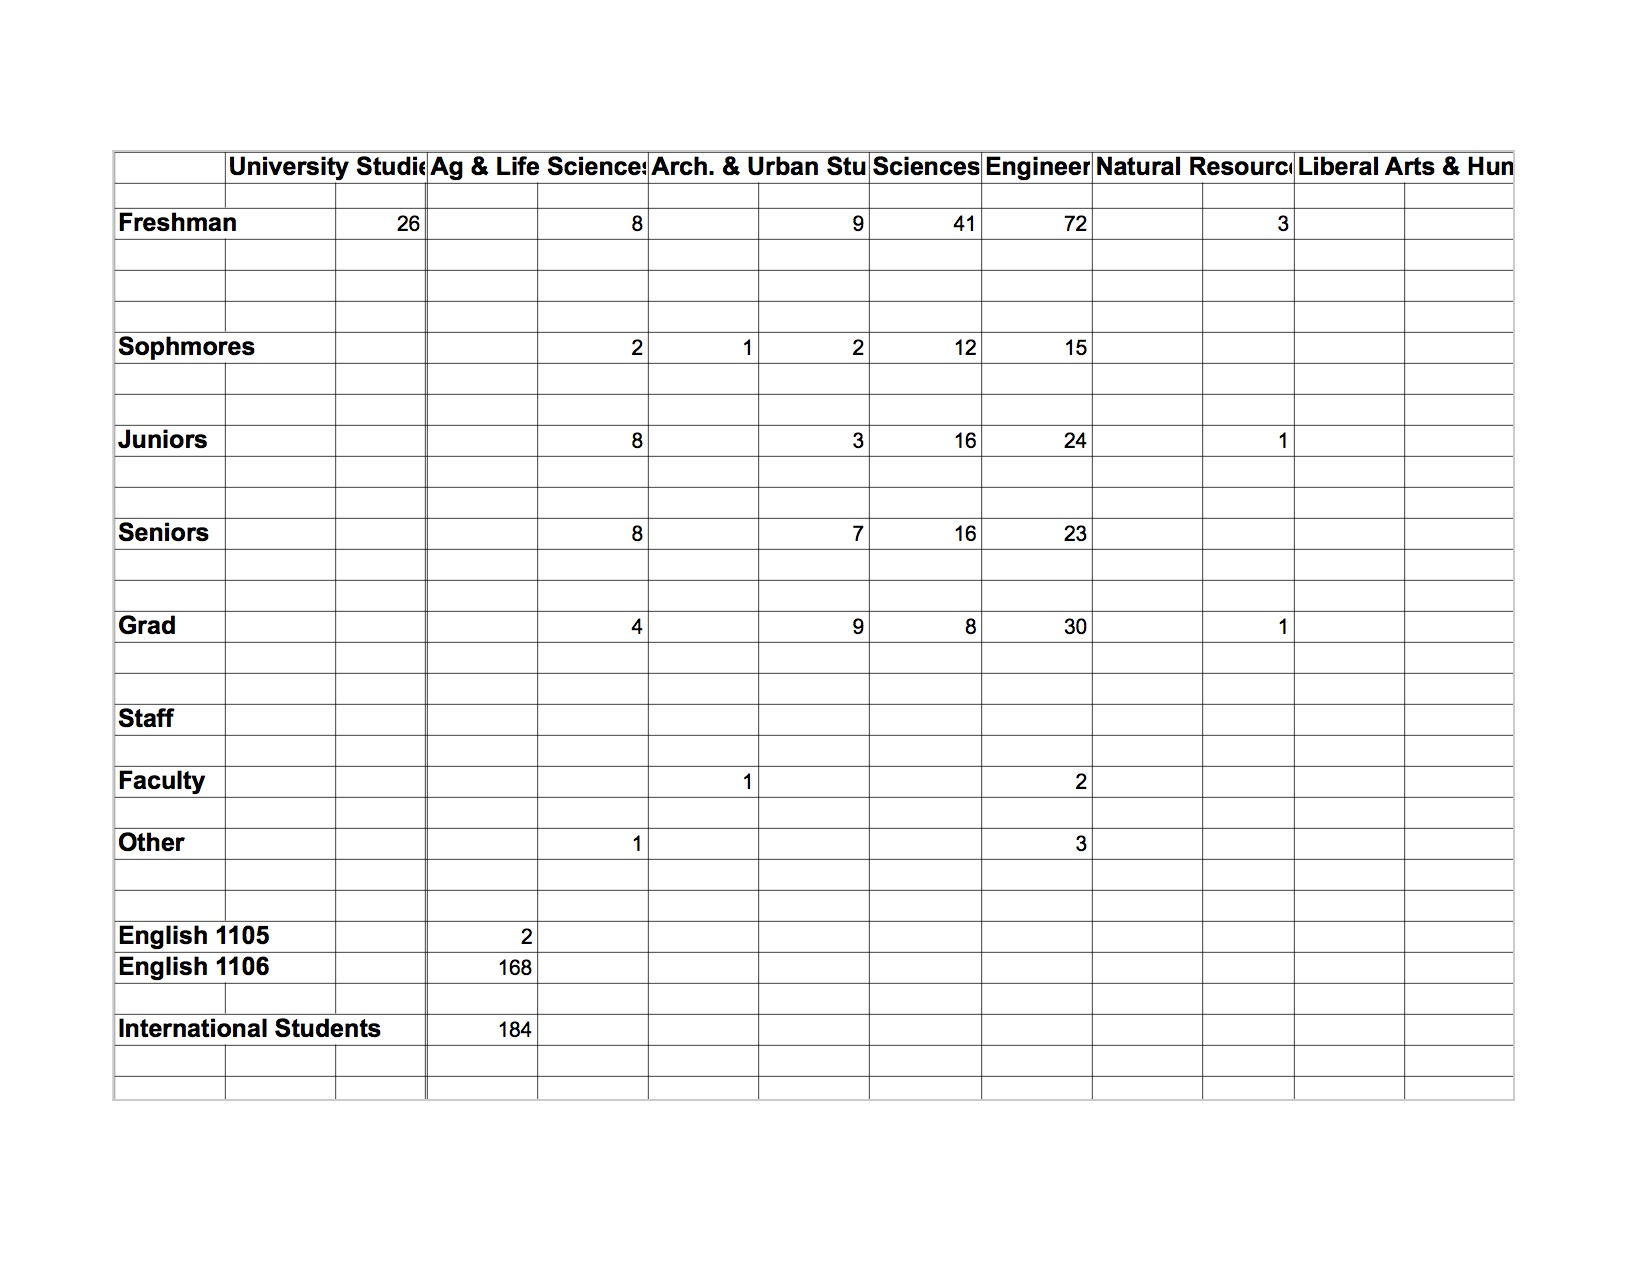 University Studie Ag & Life Sciences Arch. & Urban Stu Sciences Engineer Natural Resourc Liberal Arts & Hum
Freshman 26 8 9 41 72 3
Sophmores 2 1 2 12 15
Juniors 8 3 16 24 1
Seniors 8 7 16 23
Grad 4 9 8 30 1
Staff
Faculty 1 2
Other 1 3
English 1105 2
English 1106 168
International Students 184